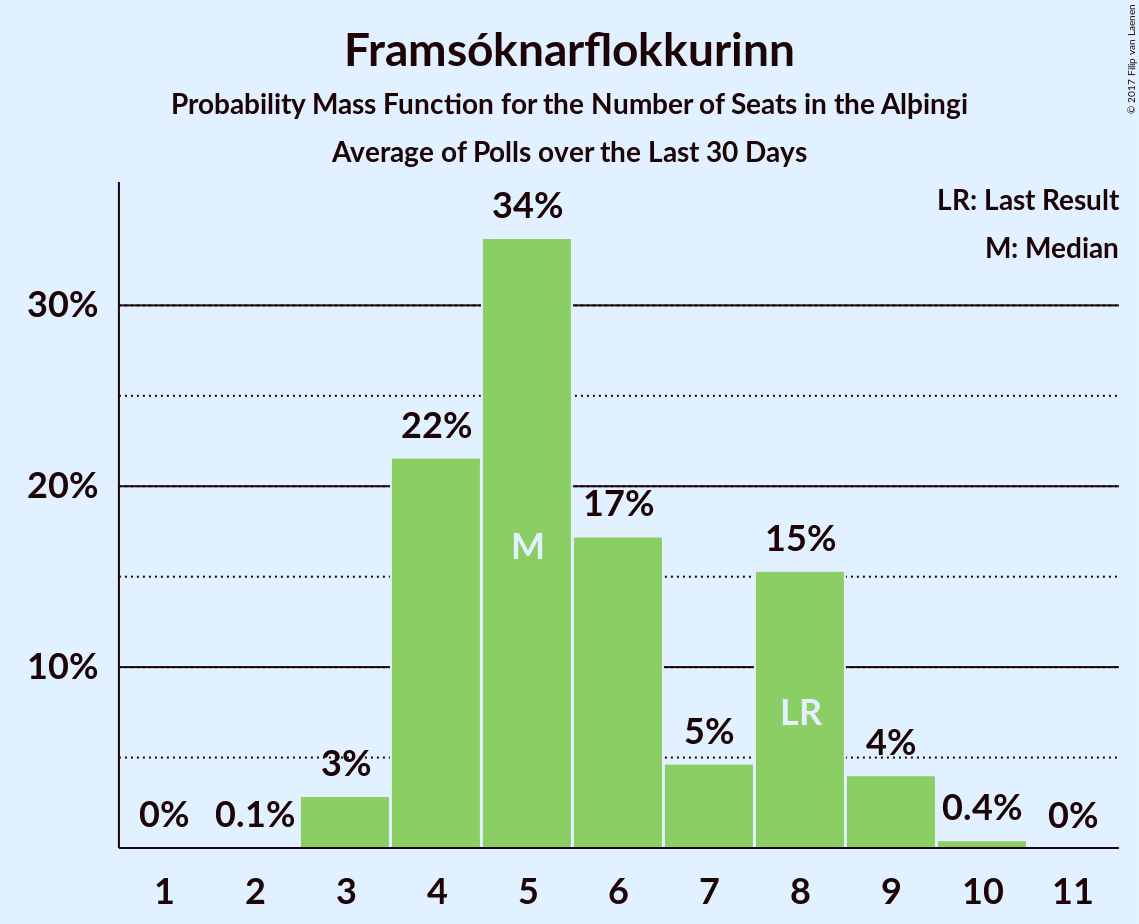 Framsóknarflokkurinn
Probability Mass Function for the Number of Seats in the Alþingi
Average of Polls over the Last 30 Days
© 2017 Filip van Laenen
LR: Last Result
M: Median
30%
20%
10%
0%
0.1%
3%
22%
34%
17%
5%
15%
4%
0.4%
0%
M
LR
1 2 3 4 5 6 7 8 9 10 11